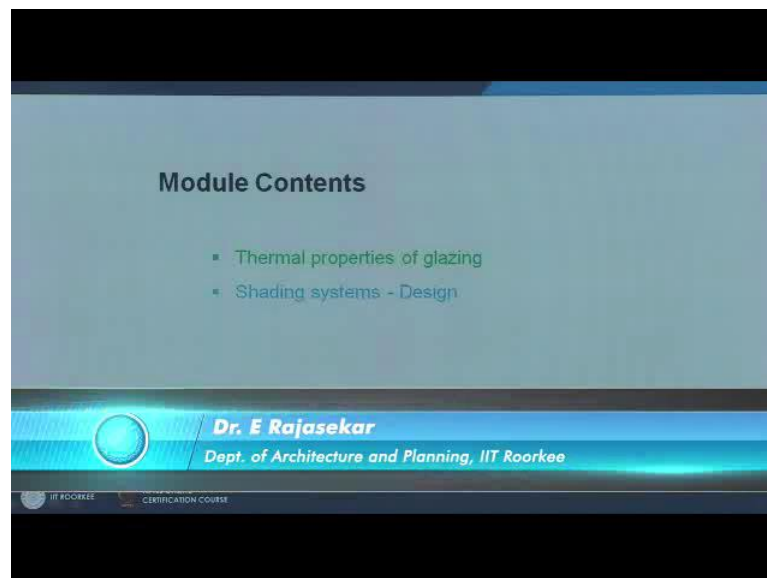 Module Contents
▪ Thermal properties of glazing
▪ Shading systems - Design
Dr. E Rajasekar
Dept. of Architecture and Planning, IIT Roorkee
IIT ROORKEE
CERTIFICATION COURSE